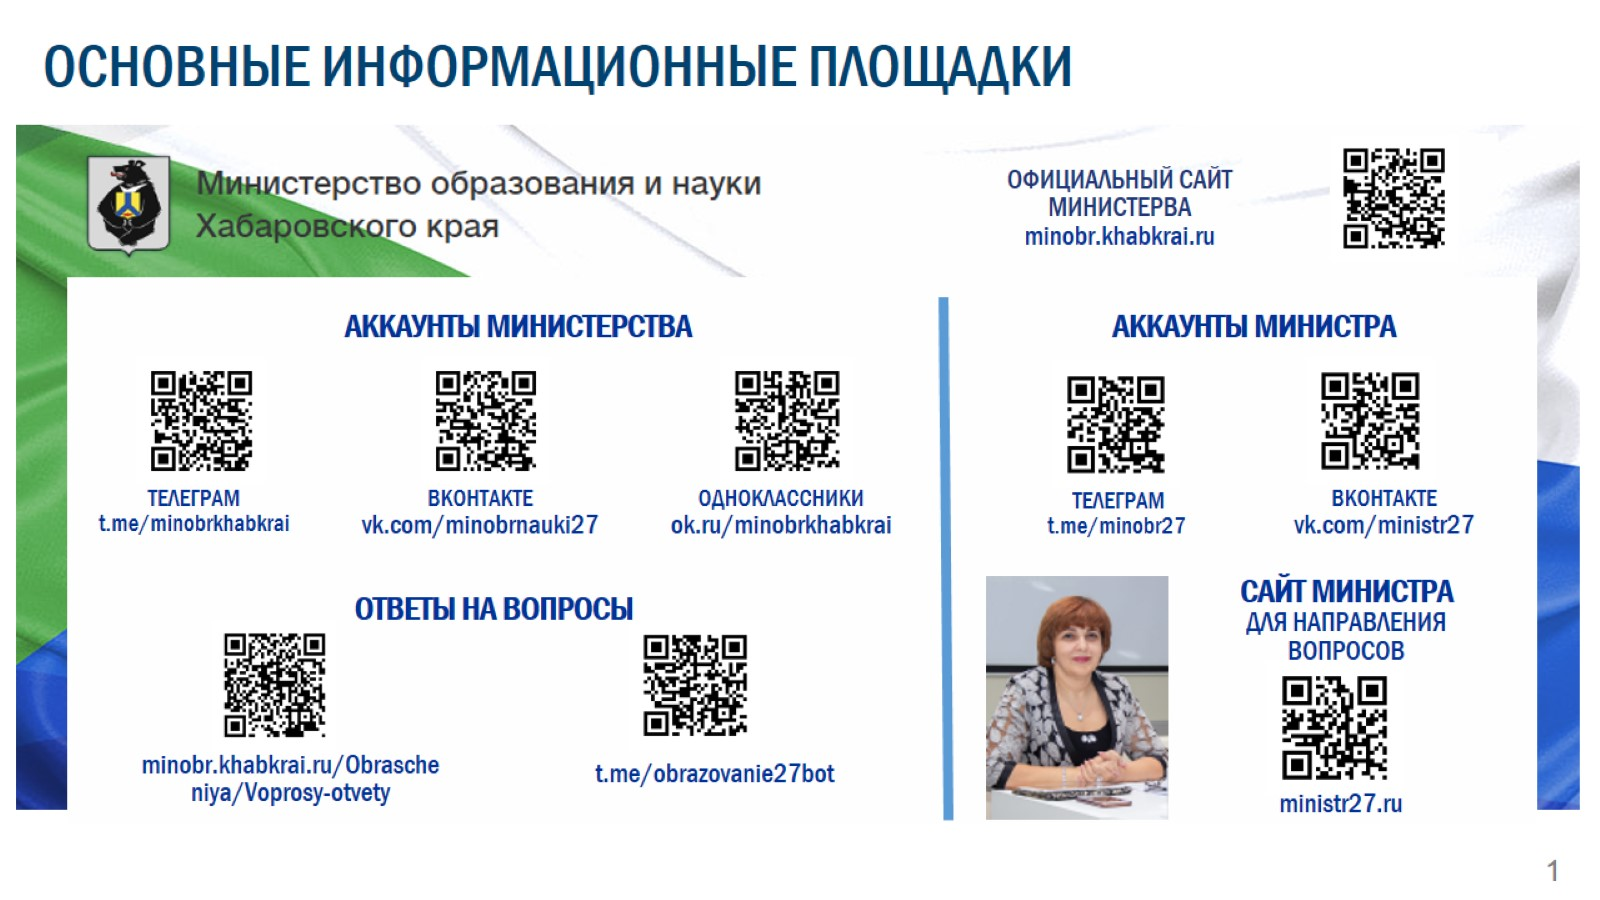 ОСНОВНЫЕ ИНФОРМАЦИОННЫЕ ПЛОЩАДКИ
Министерство образования и науки
Хабаровского края
ОФИЦИАЛЬНЫЙ САЙТ
МИНИСТЕРВА
minobr.khabkrai.ru
АККАУНТЫ МИНИСТЕРСТВА
ТЕЛЕГРАМ
t.me/minobrkhabkrai
ВКОНТАКТЕ
vk.com/minobrnauki27
ОДНОКЛАССНИКИ
ok.ru/minobrkhabkrai
ОТВЕТЫ НА ВОПРОСЫ
minobr.khabkrai.ru/Obrasche
niya/Voprosy-otvety
t.me/obrazovanie27bot
АККАУНТЫ МИНИСТРА
ТЕЛЕГРАМ
t.me/minobr27
ВКОНТАКТЕ
vk.com/ministr27
САЙТ МИНИСТРА
ДЛЯ НАПРАВЛЕНИЯ
ВОПРОСОВ
ministr27.ru
1